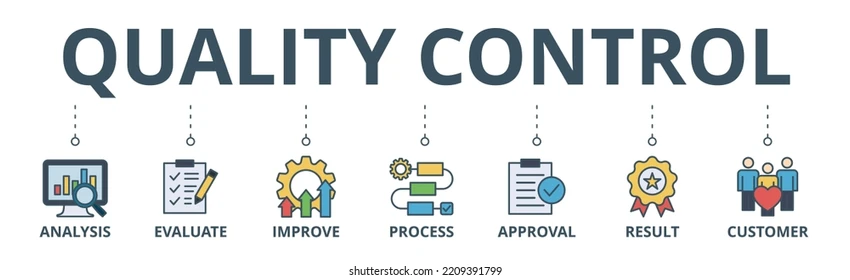 QUALITY CONTROL
ANALYSIS EVALUATE IMPROVE PROCESS APPROVAL RESULT CUSTOMER
shutterstock.com · 2209391799